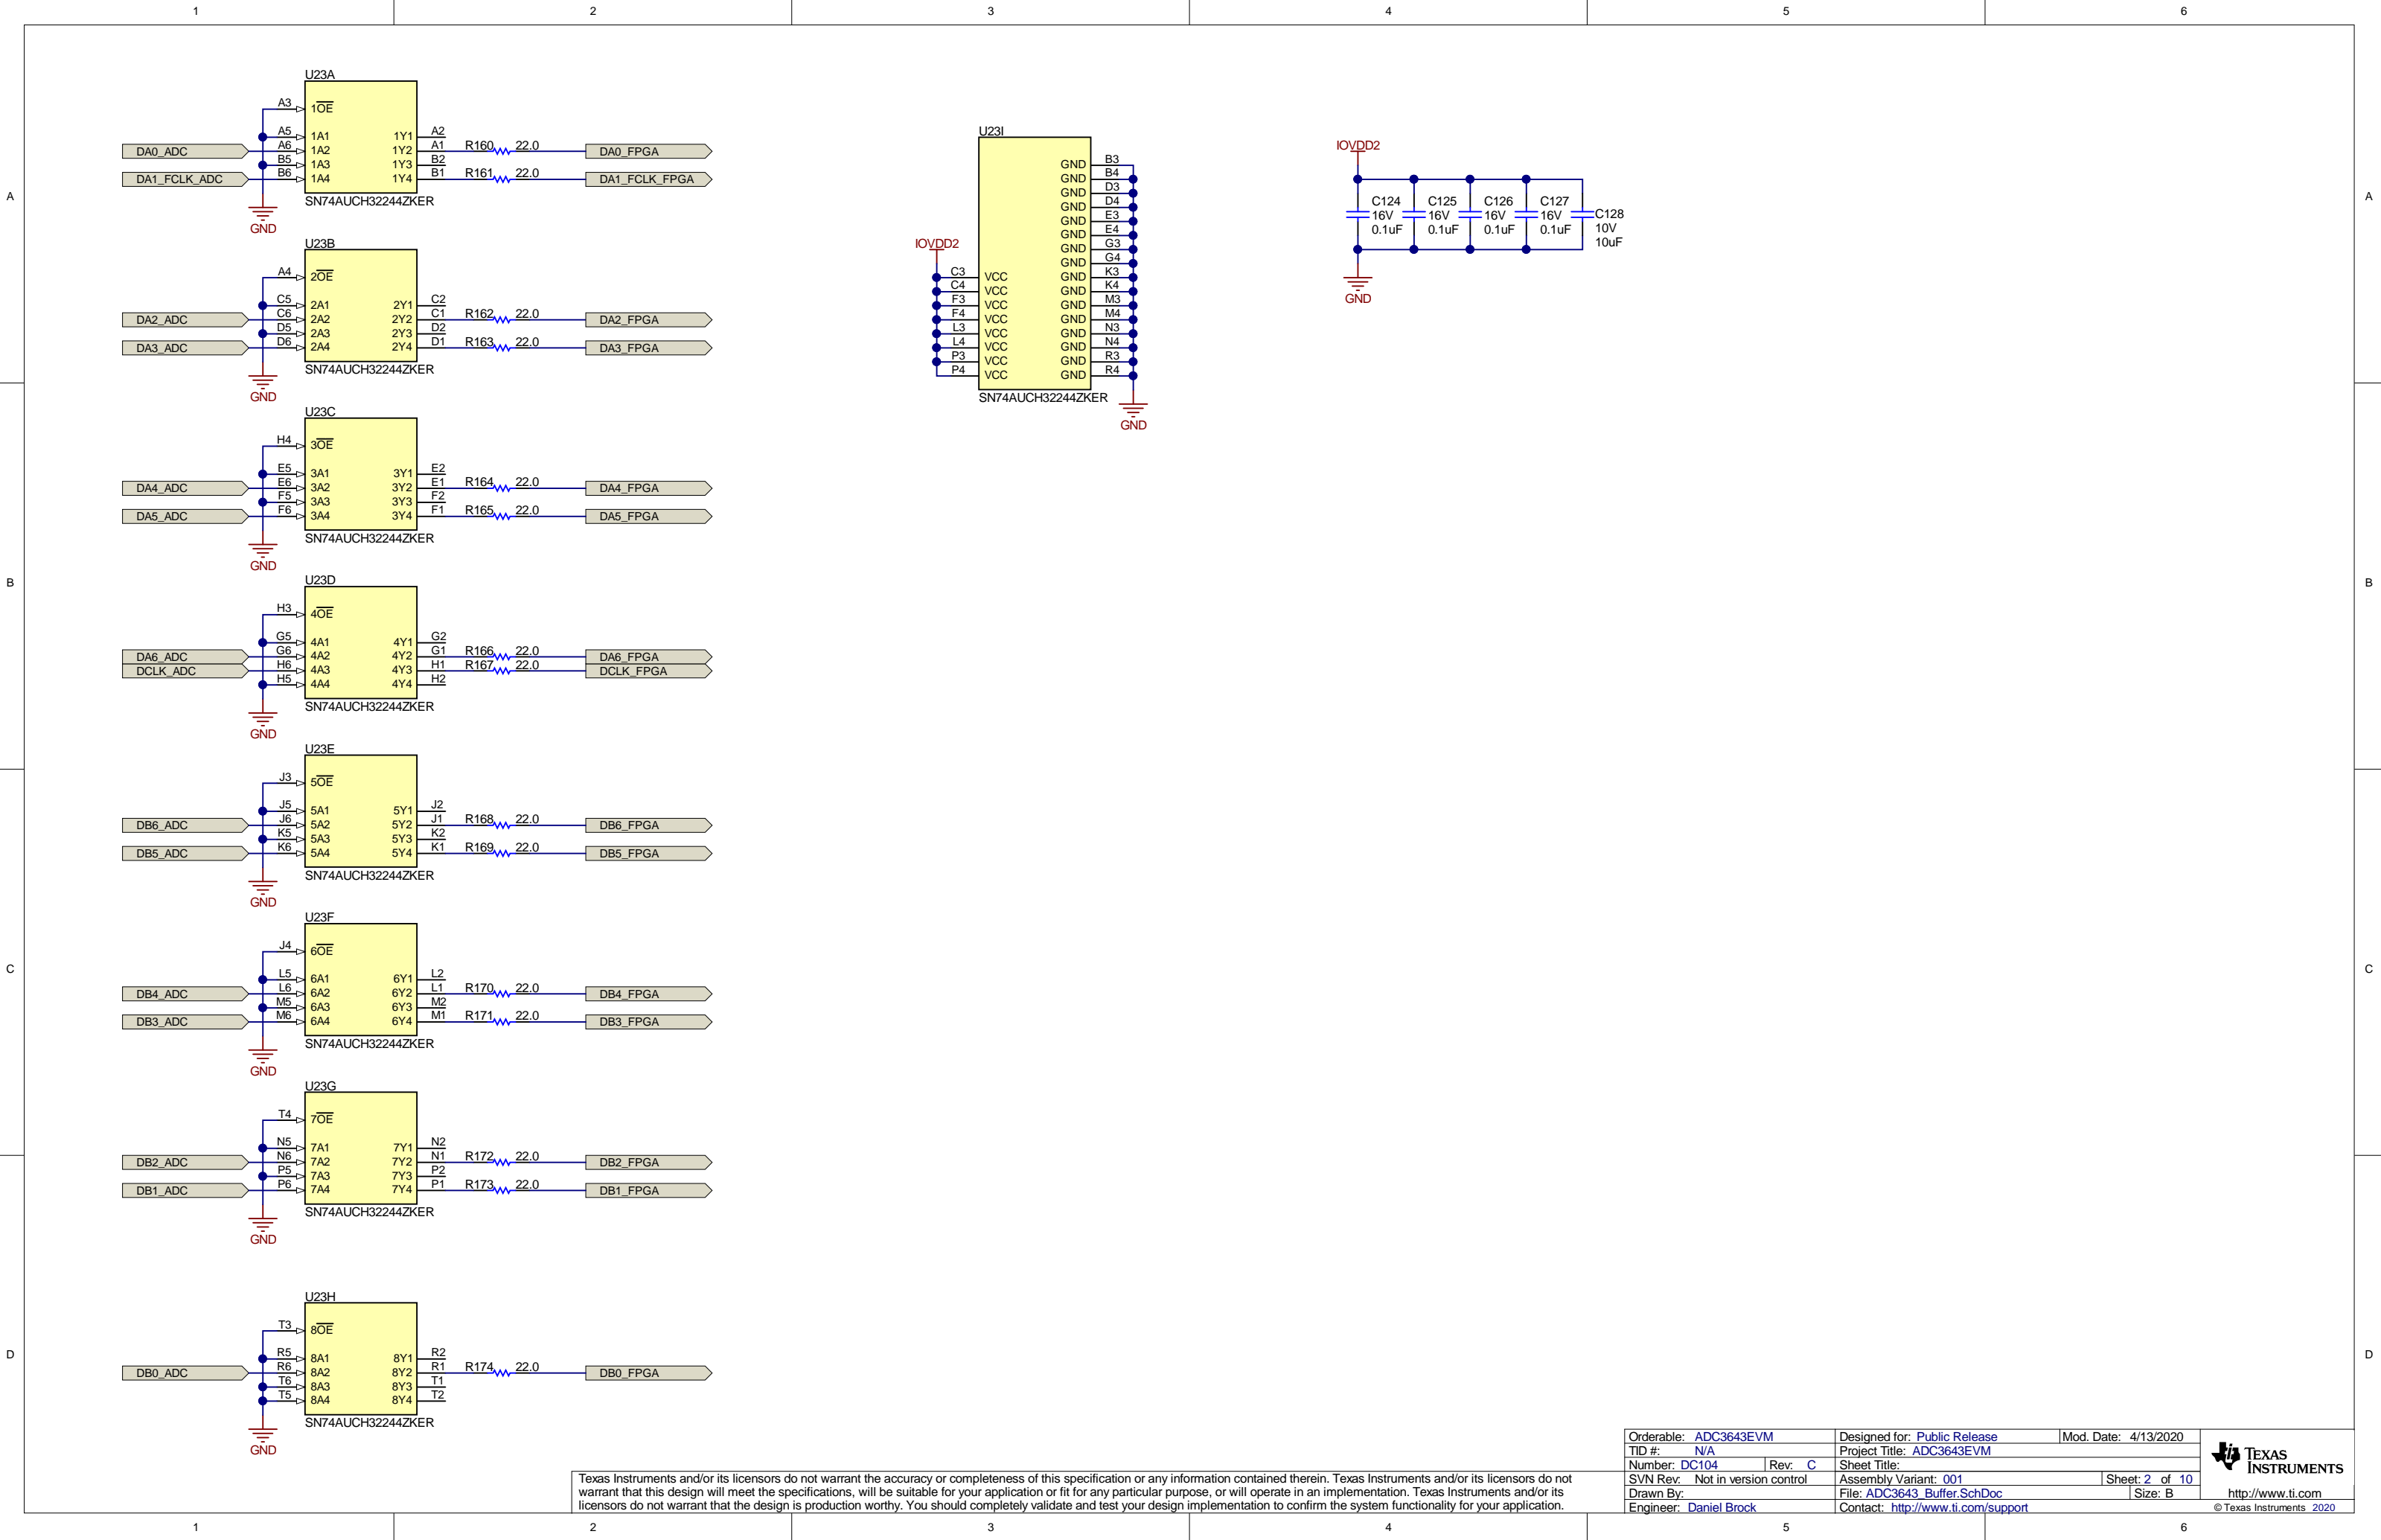 1 2 3 4 5 6
A
B
C
D
A
B
C
D
U23A
A3 1OE
A5 1A1 1Y1 A2
DA0_ADC A6 1A2 1Y2 A1 R160 22.0 DA0_FPGA
B5 1A3 1Y3 B2
DA1_FCLK_ADC B6 1A4 1Y4 B1 R161 22.0 DA1_FCLK_FPGA
SN74AUCH32244ZKER
GND
U23B
A4 2OE
C5 2A1 2Y1 C2
DA2_ADC C6 2A2 2Y2 C1 R162 22.0 DA2_FPGA
D5 2A3 2Y3 D2
DA3_ADC D6 2A4 2Y4 D1 R163 22.0 DA3_FPGA
SN74AUCH32244ZKER
GND
U23C
H4 3OE
E5 3A1 3Y1 E2
DA4_ADC E6 3A2 3Y2 E1 R164 22.0 DA4_FPGA
F5 3A3 3Y3 F2
DA5_ADC F6 3A4 3Y4 F1 R165 22.0 DA5_FPGA
SN74AUCH32244ZKER
GND
U23D
H3 4OE
G5 4A1 4Y1 G2
DA6_ADC G6 4A2 4Y2 G1 R166 22.0 DA6_FPGA
DCLK_ADC H6 4A3 4Y3 H1 R167 22.0 DCLK_FPGA
H5 4A4 4Y4 H2
SN74AUCH32244ZKER
GND
U23E
J3 5OE
J5 5A1 5Y1 J2
DB6_ADC J6 5A2 5Y2 J1 R168 22.0 DB6_FPGA
K5 5A3 5Y3 K2
DB5_ADC K6 5A4 5Y4 K1 R169 22.0 DB5_FPGA
SN74AUCH32244ZKER
GND
U23F
J4 6OE
L5 6A1 6Y1 L2
DB4_ADC L6 6A2 6Y2 L1 R170 22.0 DB4_FPGA
M5 6A3 6Y3 M2
DB3_ADC M6 6A4 6Y4 M1 R171 22.0 DB3_FPGA
SN74AUCH32244ZKER
GND
U23G
T4 7OE
N5 7A1 7Y1 N2
DB2_ADC N6 7A2 7Y2 N1 R172 22.0 DB2_FPGA
P5 7A3 7Y3 P2
DB1_ADC P6 7A4 7Y4 P1 R173 22.0 DB1_FPGA
SN74AUCH32244ZKER
GND
U23H
T3 8OE
R5 8A1 8Y1 R2
DB0_ADC R6 8A2 8Y2 R1 R174 22.0 DB0_FPGA
T6 8A3 8Y3 T1
T5 8A4 8Y4 T2
SN74AUCH32244ZKER
GND
U23I
GND B3
GND B4
GND D3
GND D4
GND E3
GND E4
IOVDD2 GND G3
GND G4
C3 VCC GND K3
C4 VCC GND K4
F3 VCC GND M3
F4 VCC GND M4
L3 VCC GND N3
L4 VCC GND N4
P3 VCC GND R3
P4 VCC GND R4
SN74AUCH32244ZKER
GND
IOVDD2
C124 C125 C126 C127 C128
16V 16V 16V 16V 10V
0.1uF 0.1uF 0.1uF 0.1uF 10uF
GND
Texas Instruments and/or its licensors do not warrant the accuracy or completeness of this specification or any information contained therein. Texas Instruments and/or its licensors do not
warrant that this design will meet the specifications, will be suitable for your application or fit for any particular purpose, or will operate in an implementation. Texas Instruments and/or its
licensors do not warrant that the design is production worthy. You should completely validate and test your design implementation to confirm the system functionality for your application.
Orderable: ADC3643EVM Designed for: Public Release Mod. Date: 4/13/2020
TID #: N/A Project Title: ADC3643EVM
Number: DC104 Rev: C Sheet Title:
SVN Rev: Not in version control Assembly Variant: 001 Sheet: 2 of 10
Drawn By: File: ADC3643_Buffer.SchDoc Size: B
Engineer: Daniel Brock Contact: http://www.ti.com/support
TEXAS
INSTRUMENTS
http://www.ti.com
© Texas Instruments 2020
1 2 3 4 5 6